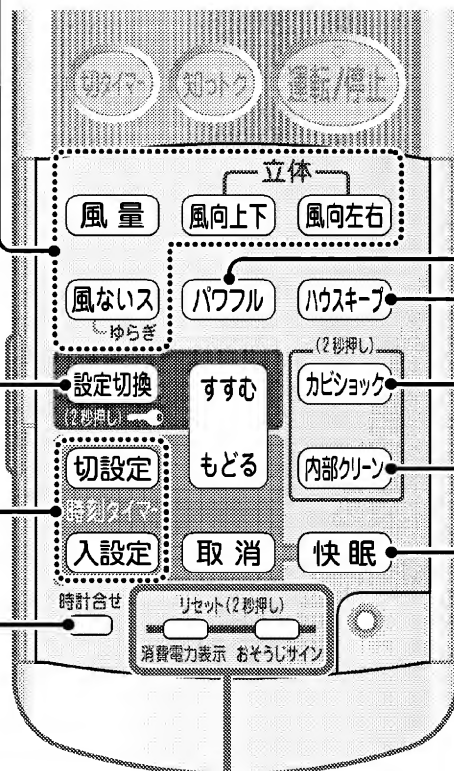 切タイマー 知っトク 運転/停止
立体
風量 風向上下 風向左右
風ないス パワフル ハウスキープ
ゆらぎ
(2秒押し)
設定切換 すすむ カビショック
(2秒押し)
切設定 もどる 内部クリーン
時刻タイマー
入設定 取消 快眠
時計合せ リセット(2秒押し)
消費電力表示 おそうじサイン